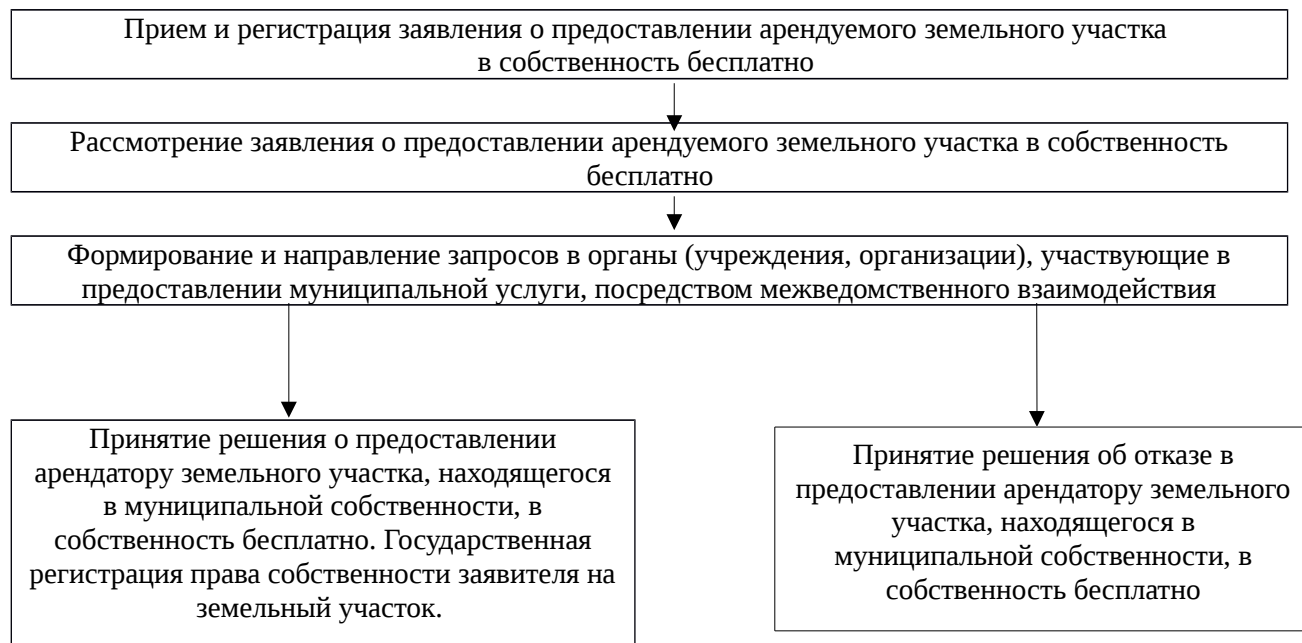 Прием и регистрация заявления о предоставлении арендуемого земельного участка
в собственность бесплатно
Рассмотрение заявления о предоставлении арендуемого земельного участка в собственность
бесплатно
Формирование и направление запросов в органы (учреждения, организации), участвующие в
предоставлении муниципальной услуги, посредством межведомственного взаимодействия
Принятие решения о предоставлении
арендатору земельного участка, находящегося
в муниципальной собственности, в
собственность бесплатно. Государственная
регистрация права собственности заявителя на
земельный участок.
Принятие решения об отказе в
предоставлении арендатору земельного
участка, находящегося в
муниципальной собственности, в
собственность бесплатно